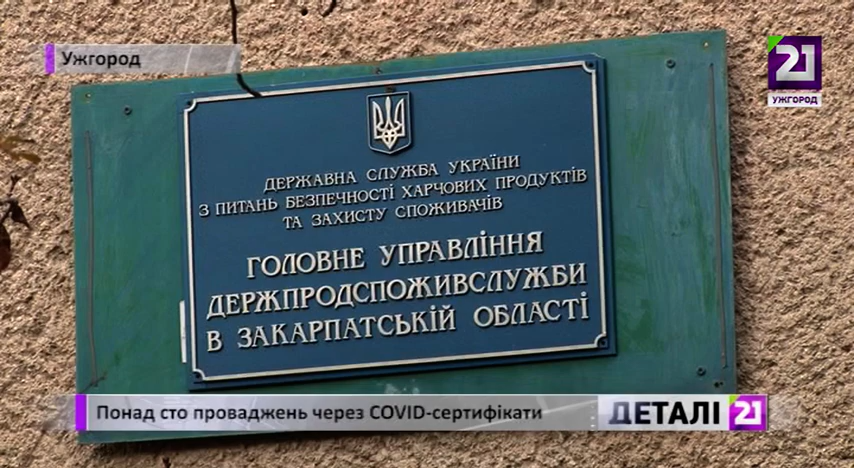 Ужгород
21
УЖГОРОД
ДЕРЖАВНА СЛУЖБА УКРАЇНИ
З ПИТАНЬ БЕЗПЕЧНОСТІ ХАРЧОВИХ ПРОДУКТІВ
ТА ЗАХИСТУ СПОЖИВАЧІВ
ГОЛОВНЕ УПРАВЛІННЯ
ДЕРЖПРОДСПОЖИВСЛУЖБИ
В ЗАКАРПАТСЬКІЙ ОБЛАСТІ
Понад сто проваджень через COVID-сертифікати
ДЕТАЛІ 21